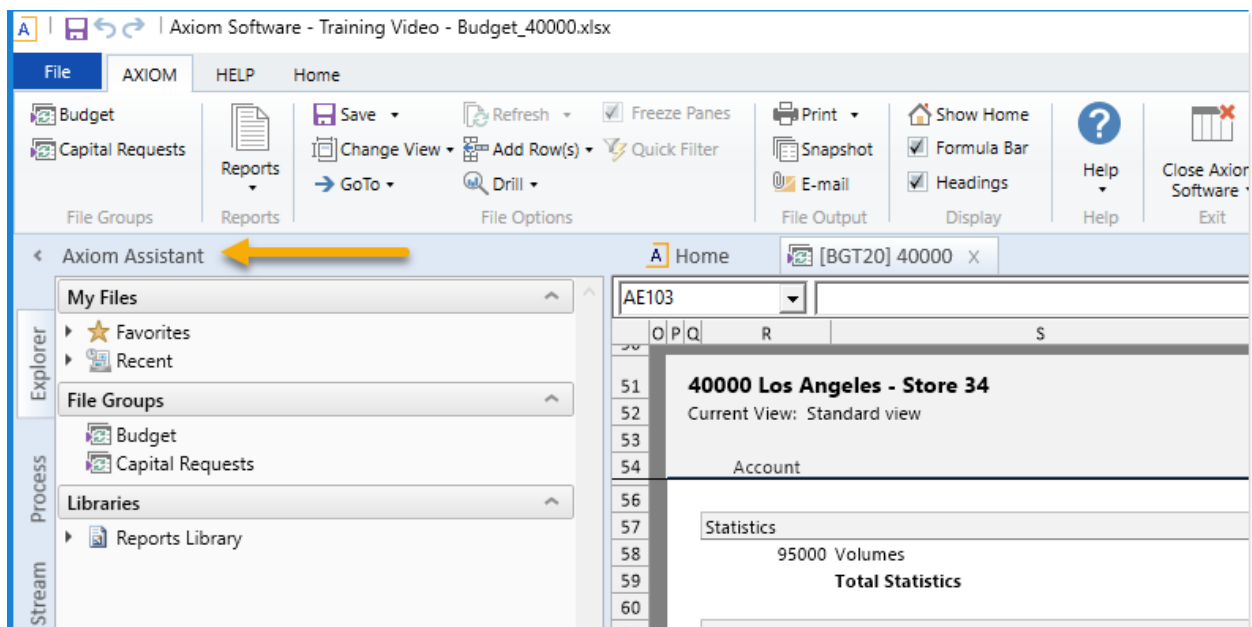 A Axiom Software - Training Video - Budget_40000.xlsx
File AXIOM HELP Home
Budget Save Refresh Freeze Panes Print Show Home
Capital Requests Reports Change View Add Row(s) Quick Filter Snapshot Formula Bar Help Close Axiom
GoTo Drill E-mail Headings Software
File Groups Reports File Options File Output Display Help Exit
Axiom Assistant A Home [BGT20] 40000 X
My Files AE103
Favorites O P Q R S
Recent
Explorer
51 40000 Los Angeles - Store 34
File Groups 52 Current View: Standard view
Budget 53
Capital Requests 54 Account
Process
Libraries 56
57 Statistics
Reports Library 58 95000 Volumes
59 Total Statistics
Stream 60